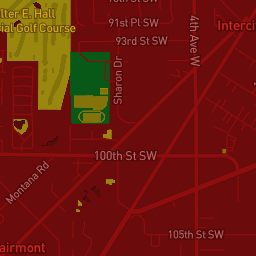 lter E. Hall
ial Golf Course
91st Pl SW
93rd St SW
Sharon Dr
4th Ave W
Interci
100th St SW
Montana Rd
105th St SW
airmont